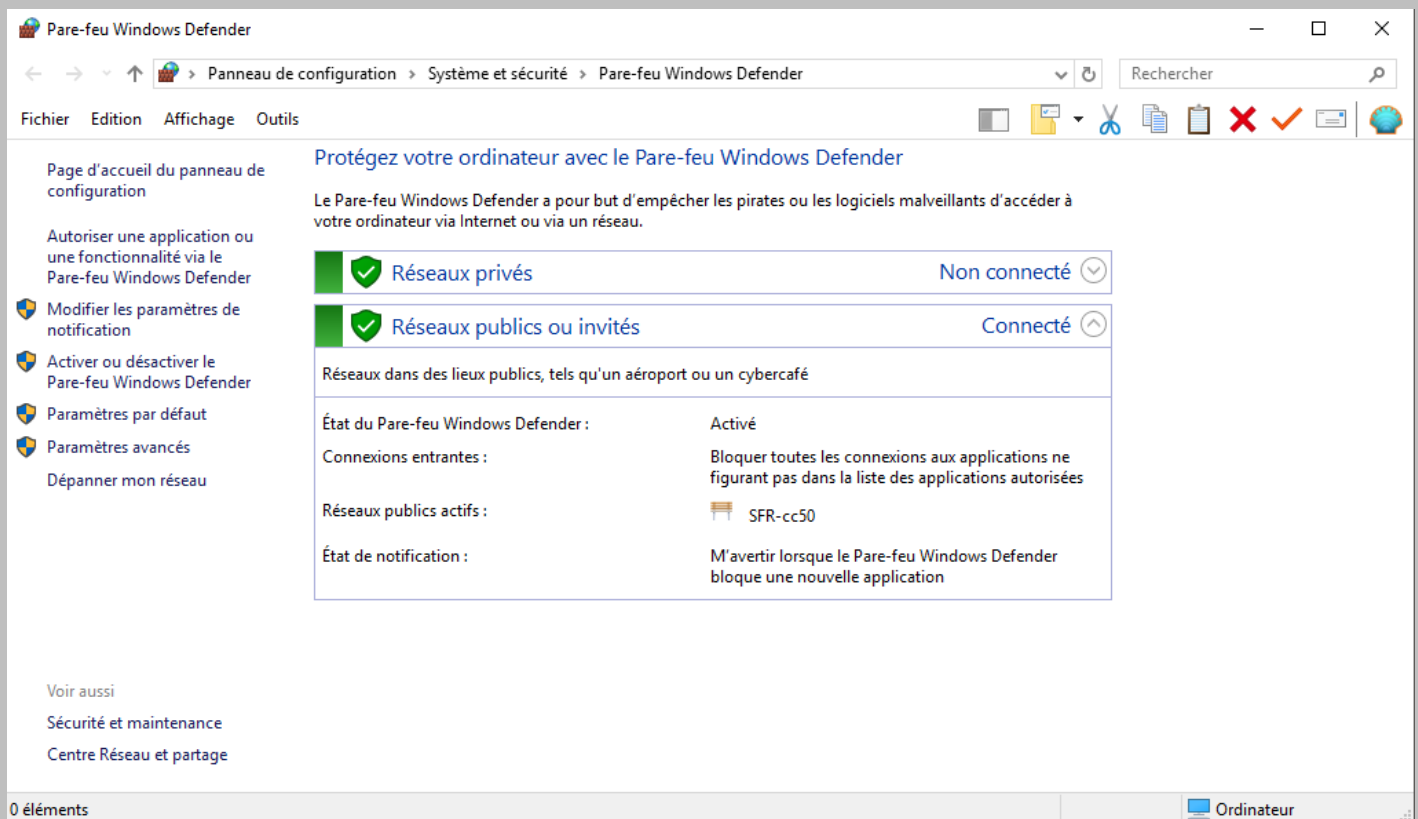 Pare-feu Windows Defender
Panneau de configuration > Système et sécurité > Pare-feu Windows Defender
Rechercher
Fichier Edition Affichage Outils
Page d'accueil du panneau de
configuration
Autoriser une application ou
une fonctionnalité via le
Pare-feu Windows Defender
Modifier les paramètres de
notification
Activer ou désactiver le
Pare-feu Windows Defender
Paramètres par défaut
Paramètres avancés
Dépanner mon réseau
Voir aussi
Sécurité et maintenance
Centre Réseau et partage
Protégez votre ordinateur avec le Pare-feu Windows Defender
Le Pare-feu Windows Defender a pour but d'empêcher les pirates ou les logiciels malveillants d'accéder à
votre ordinateur via Internet ou via un réseau.
Réseaux privés Non connecté
Réseaux publics ou invités Connecté
Réseaux dans des lieux publics, tels qu'un aéroport ou un cybercafé
État du Pare-feu Windows Defender : Activé
Connexions entrantes : Bloquer toutes les connexions aux applications ne
figurant pas dans la liste des applications autorisées
Réseaux publics actifs : SFR-cc50
État de notification : M'avertir lorsque le Pare-feu Windows Defender
bloque une nouvelle application
0 éléments
Ordinateur